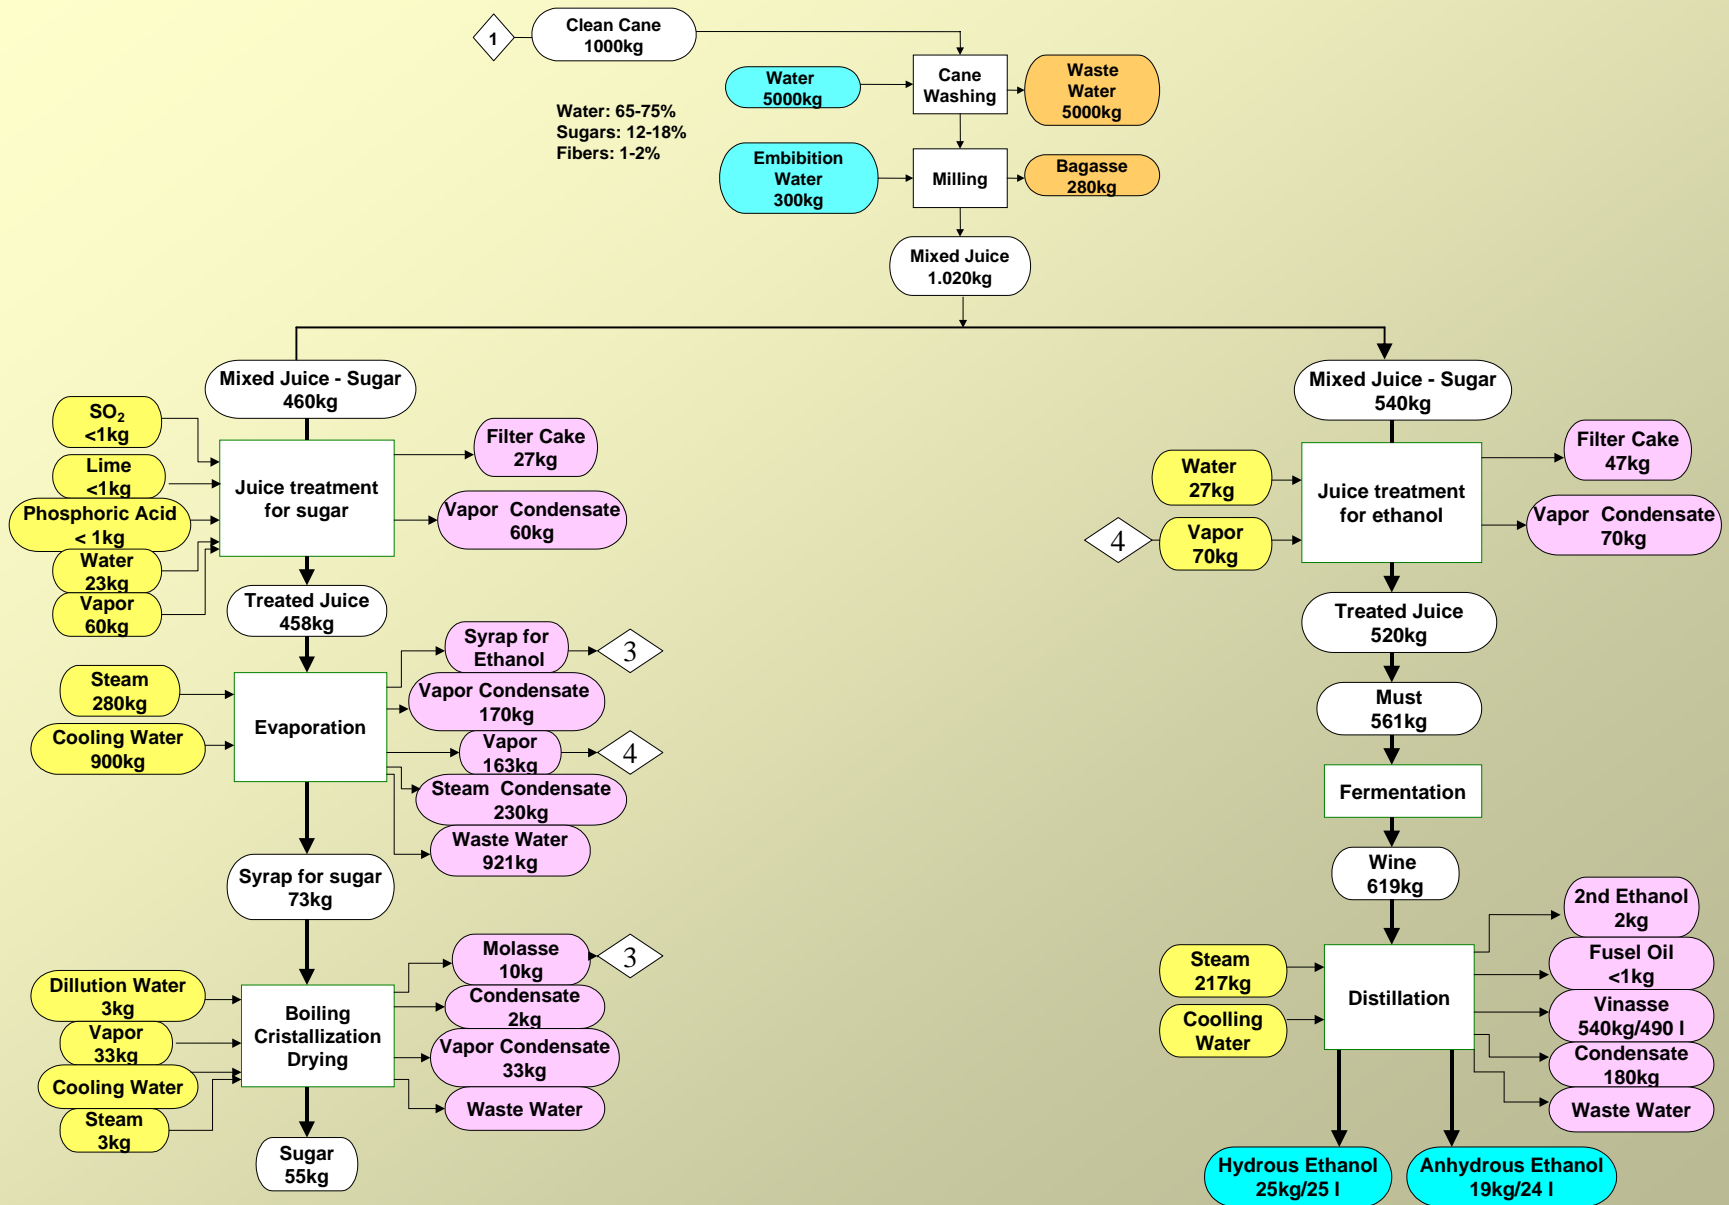 1
Clean Cane
1000kg
Water
5000kg
Cane
Washing
Waste
Water
5000kg
Water: 65-75%
Sugars: 12-18%
Fibers: 1-2%
Embibition
Water
300kg
Milling
Bagasse
280kg
Mixed Juice
1.020kg
Mixed Juice - Sugar
460kg
SO2
<1kg
Lime
<1kg
Phosphoric Acid
< 1kg
Water
23kg
Vapor
60kg
Juice treatment
for sugar
Filter Cake
27kg
Vapor Condensate
60kg
Treated Juice
458kg
Steam
280kg
Cooling Water
900kg
Evaporation
Syrap for
Ethanol
3
Vapor Condensate
170kg
Vapor
163kg
4
Steam Condensate
230kg
Waste Water
921kg
Syrap for sugar
73kg
Dillution Water
3kg
Vapor
33kg
Cooling Water
Steam
3kg
Boiling
Cristallization
Drying
Molasse
10kg
3
Condensate
2kg
Vapor Condensate
33kg
Waste Water
Sugar
55kg
Mixed Juice - Sugar
540kg
Water
27kg
4
Vapor
70kg
Juice treatment
for ethanol
Filter Cake
47kg
Vapor Condensate
70kg
Treated Juice
520kg
Must
561kg
Fermentation
Wine
619kg
Steam
217kg
Coolling
Water
Distillation
2nd Ethanol
2kg
Fusel Oil
<1kg
Vinasse
540kg/490 l
Condensate
180kg
Waste Water
Hydrous Ethanol
25kg/25 l
Anhydrous Ethanol
19kg/24 l